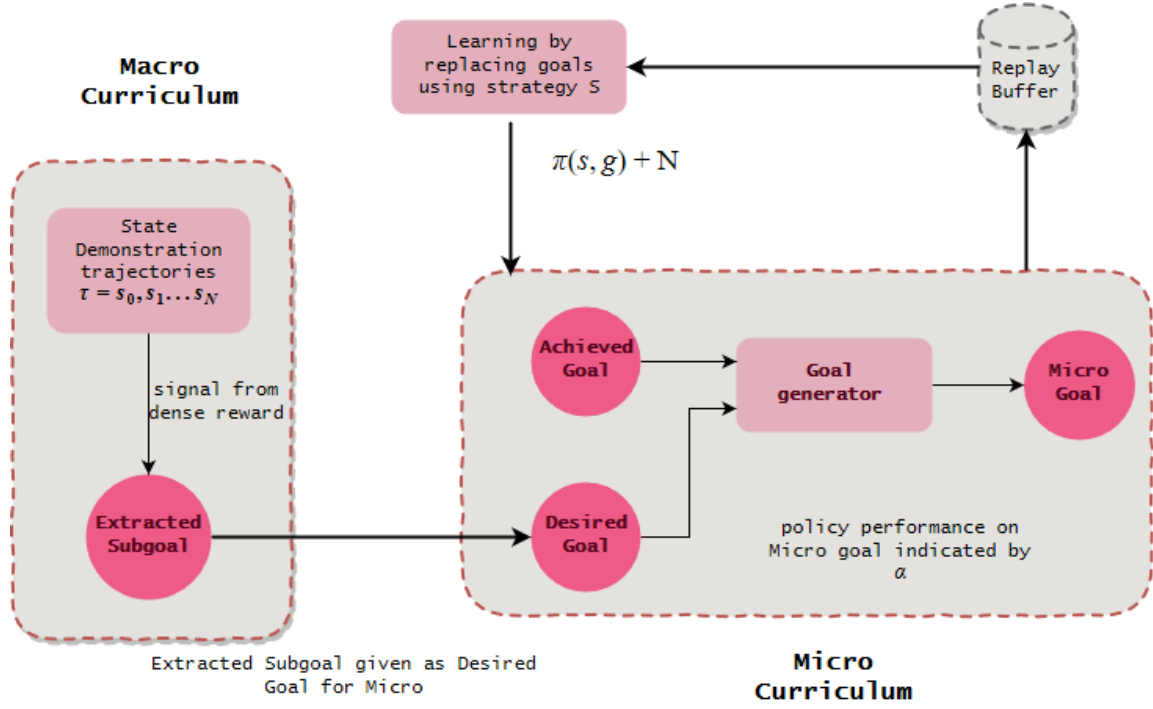 Macro
Curriculum
State
Demonstration
trajectories
τ = s₀, s₁ … s_N
signal from
dense reward
Extracted
Subgoal
Extracted Subgoal given as Desired
Goal for Micro
Learning by
replacing goals
using strategy S
Replay
Buffer
π(s, g) + N
Achieved
Goal
Goal
generator
Micro
Goal
Desired
Goal
policy performance on
Micro goal indicated by
α
Micro
Curriculum